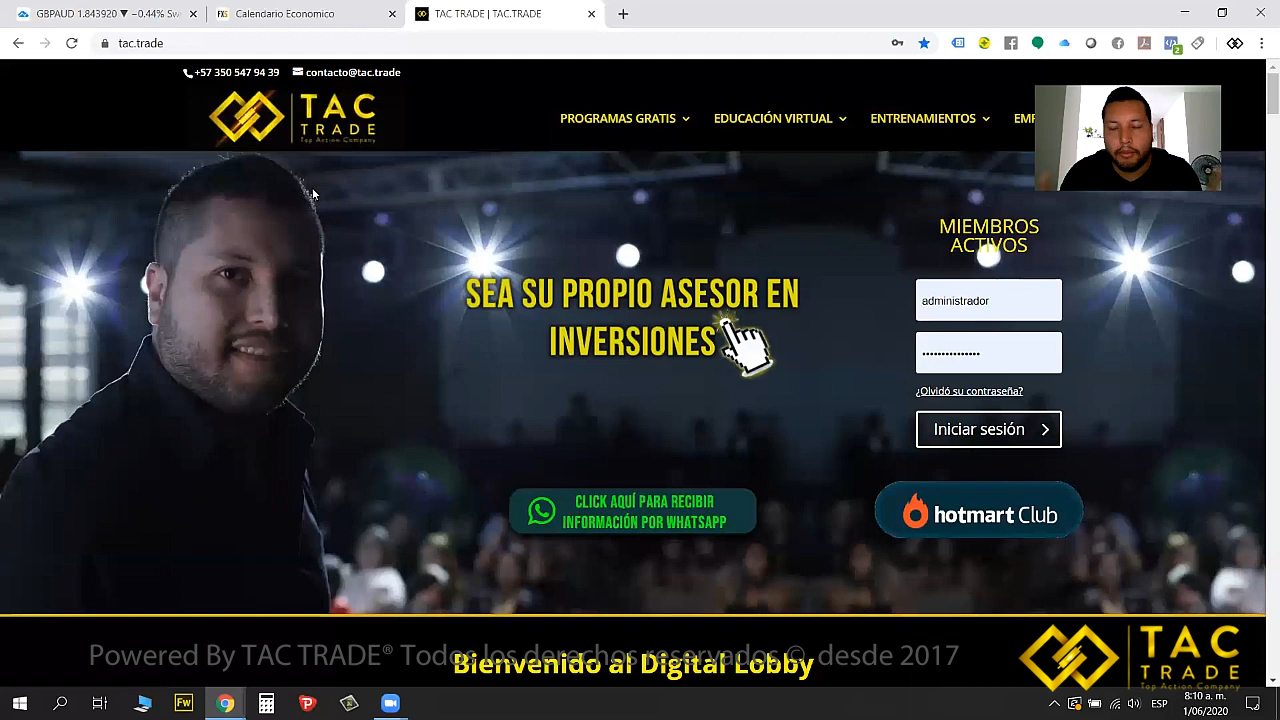 GBPAUD 1.843920 ▼ −0.44% Sw
Calendario Economico
TAC TRADE | TAC.TRADE
tac.trade
2
+57 350 547 94 39
contacto@tac.trade
TAC
TRADE
Top Action Company
PROGRAMAS GRATIS
EDUCACIÓN VIRTUAL
ENTRENAMIENTOS
EMP
MIEMBROS
ACTIVOS
SEA SU PROPIO ASESOR EN
INVERSIONES
administrador
••••••••••••••
¿Olvidó su contraseña?
Iniciar sesión
CLICK AQUÍ PARA RECIBIR
INFORMACIÓN POR WHATSAPP
hotmart Club
Powered By TAC TRADE® Todos los derechos reservados ©, desde 2017
Bienvenido al Digital Lobby
TAC
TRADE
Top Action Company
Fw
ESP
8:10 a. m.
1/06/2020